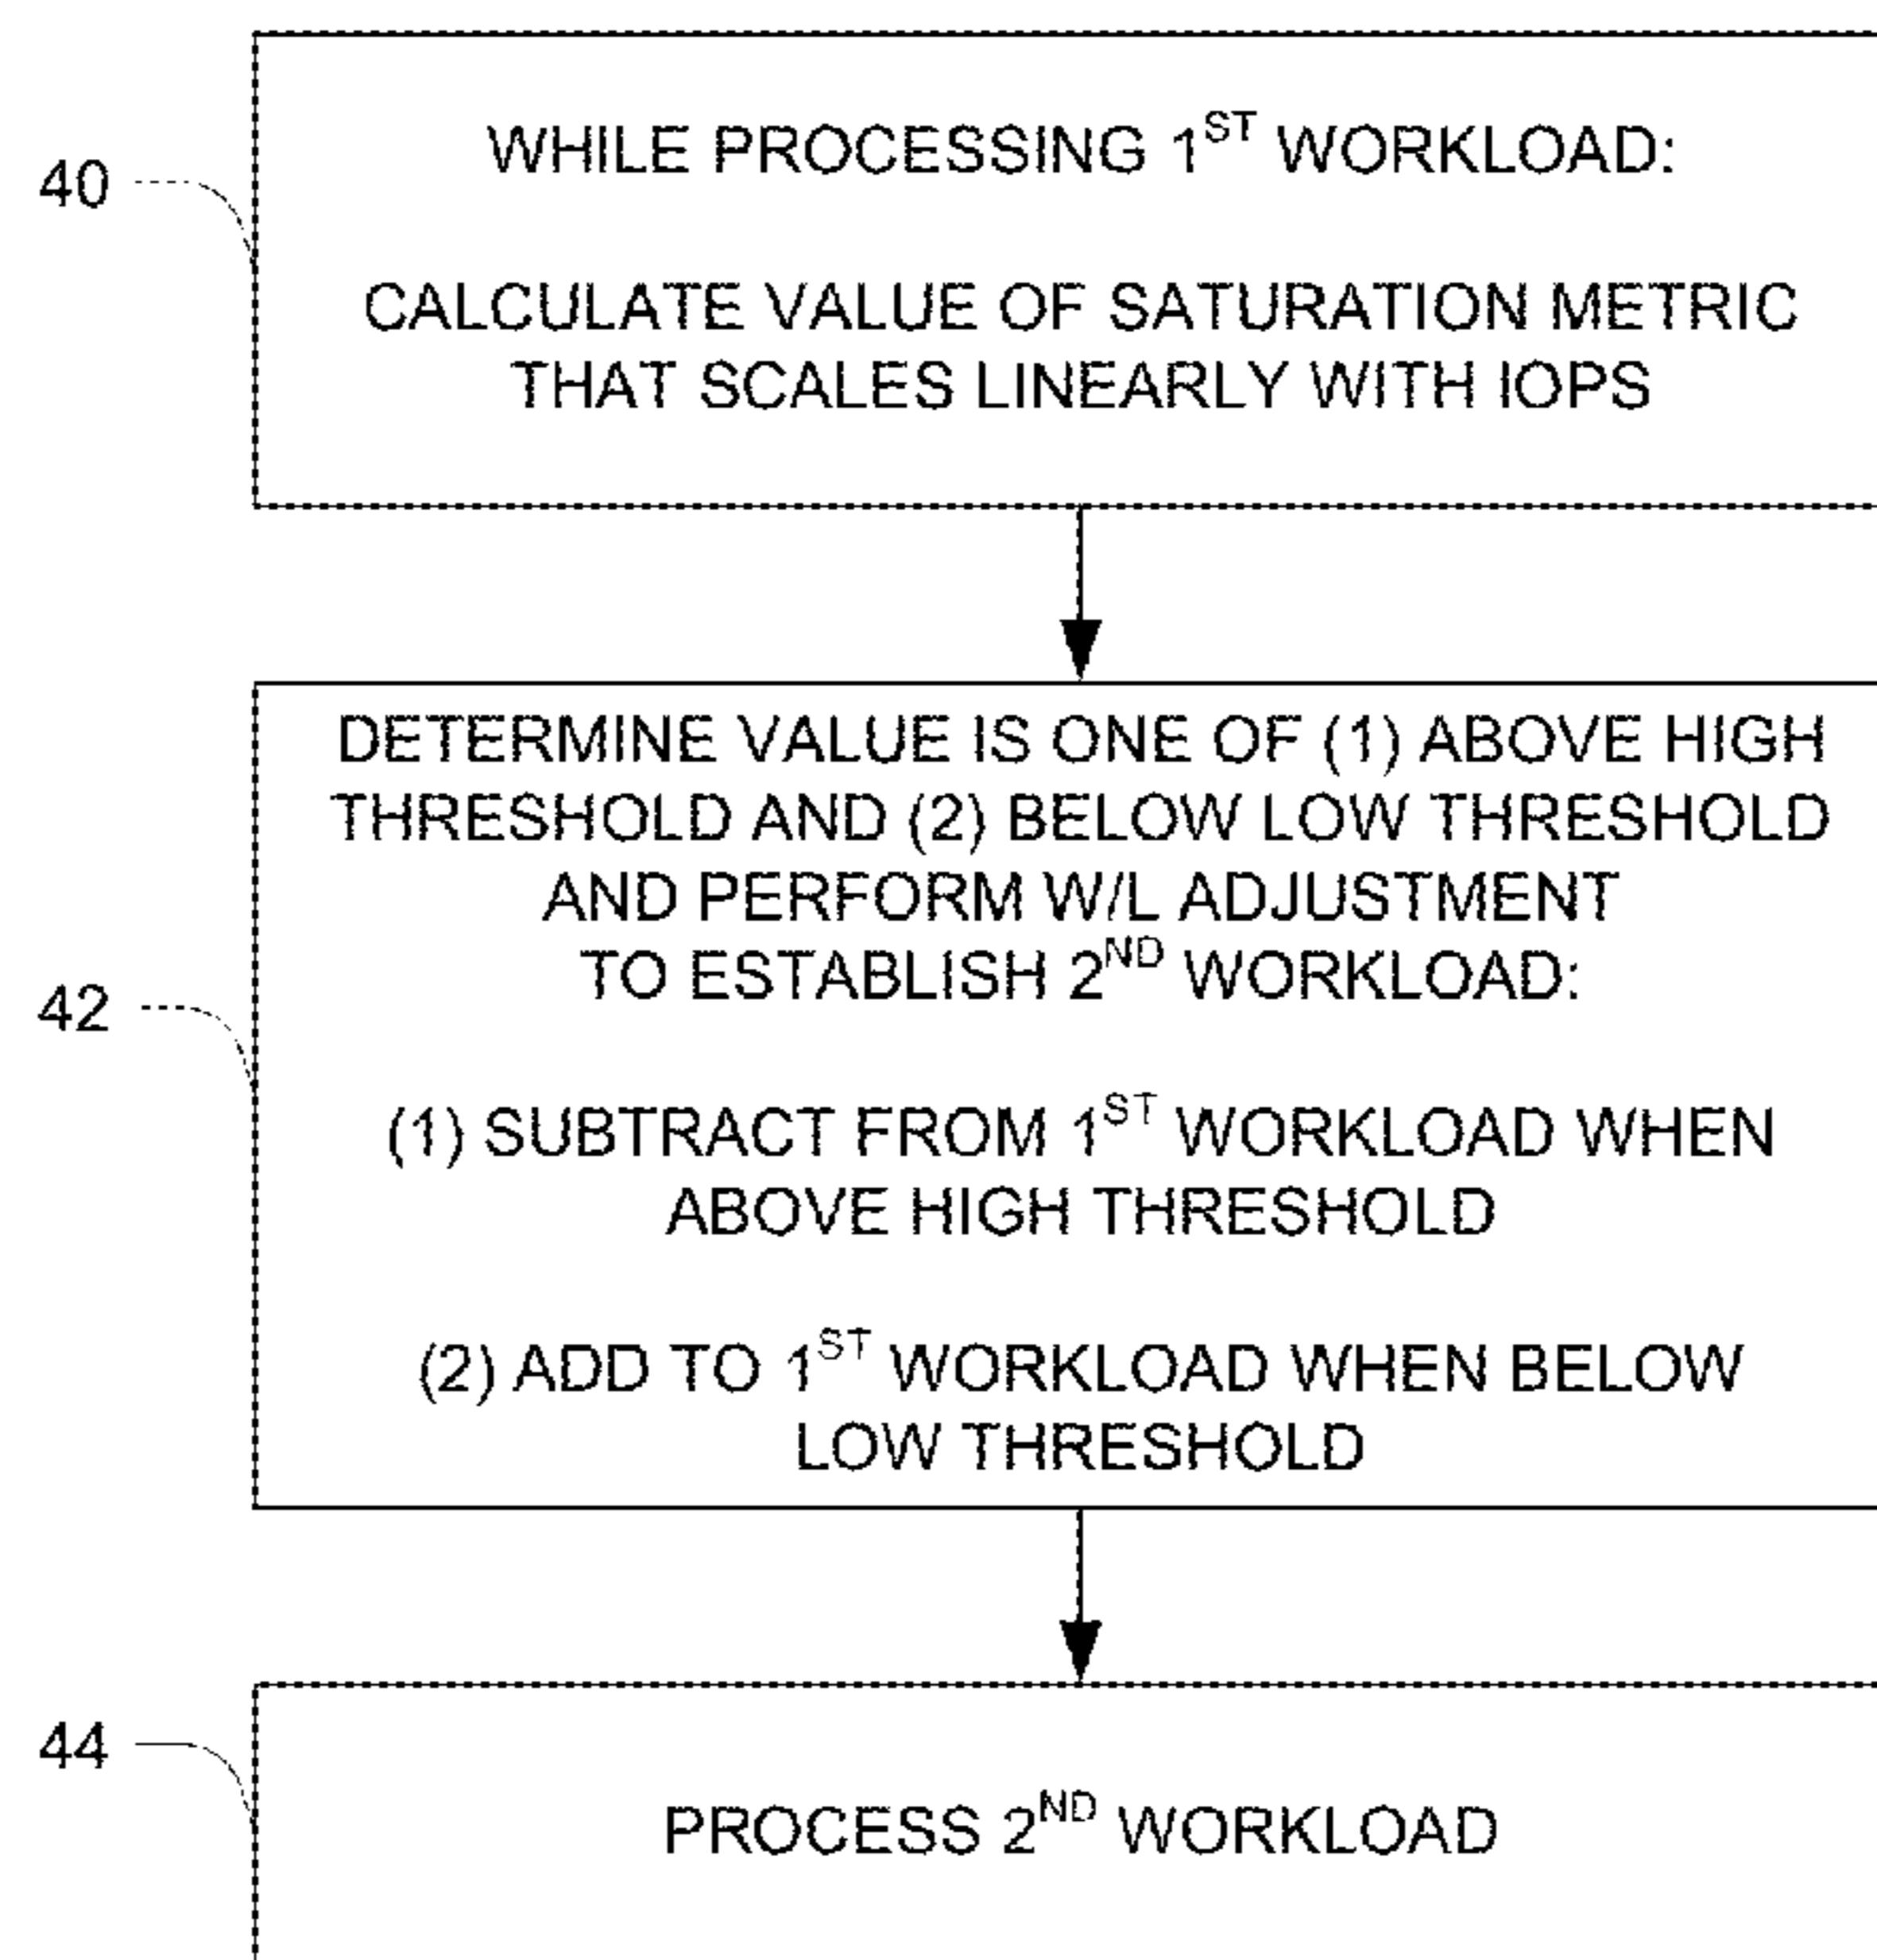 WHILE PROCESSING 1ST WORKLOAD:
40
CALCULATE VALUE OF SATURATION METRIC
THAT SCALES LINEARLY WITH IOPS
DETERMINE VALUE IS ONE OF (1) ABOVE HIGH
THRESHOLD AND (2) BELOW LOW THRESHOLD
AND PERFORM W/L ADJUSTMENT
TO ESTABLISH 2ND WORKLOAD:
42
(1) SUBTRACT FROM 1ST WORKLOAD WHEN
ABOVE HIGH THRESHOLD
(2) ADD TO 1ST WORKLOAD WHEN BELOW
LOW THRESHOLD
44
PROCESS 2ND WORKLOAD